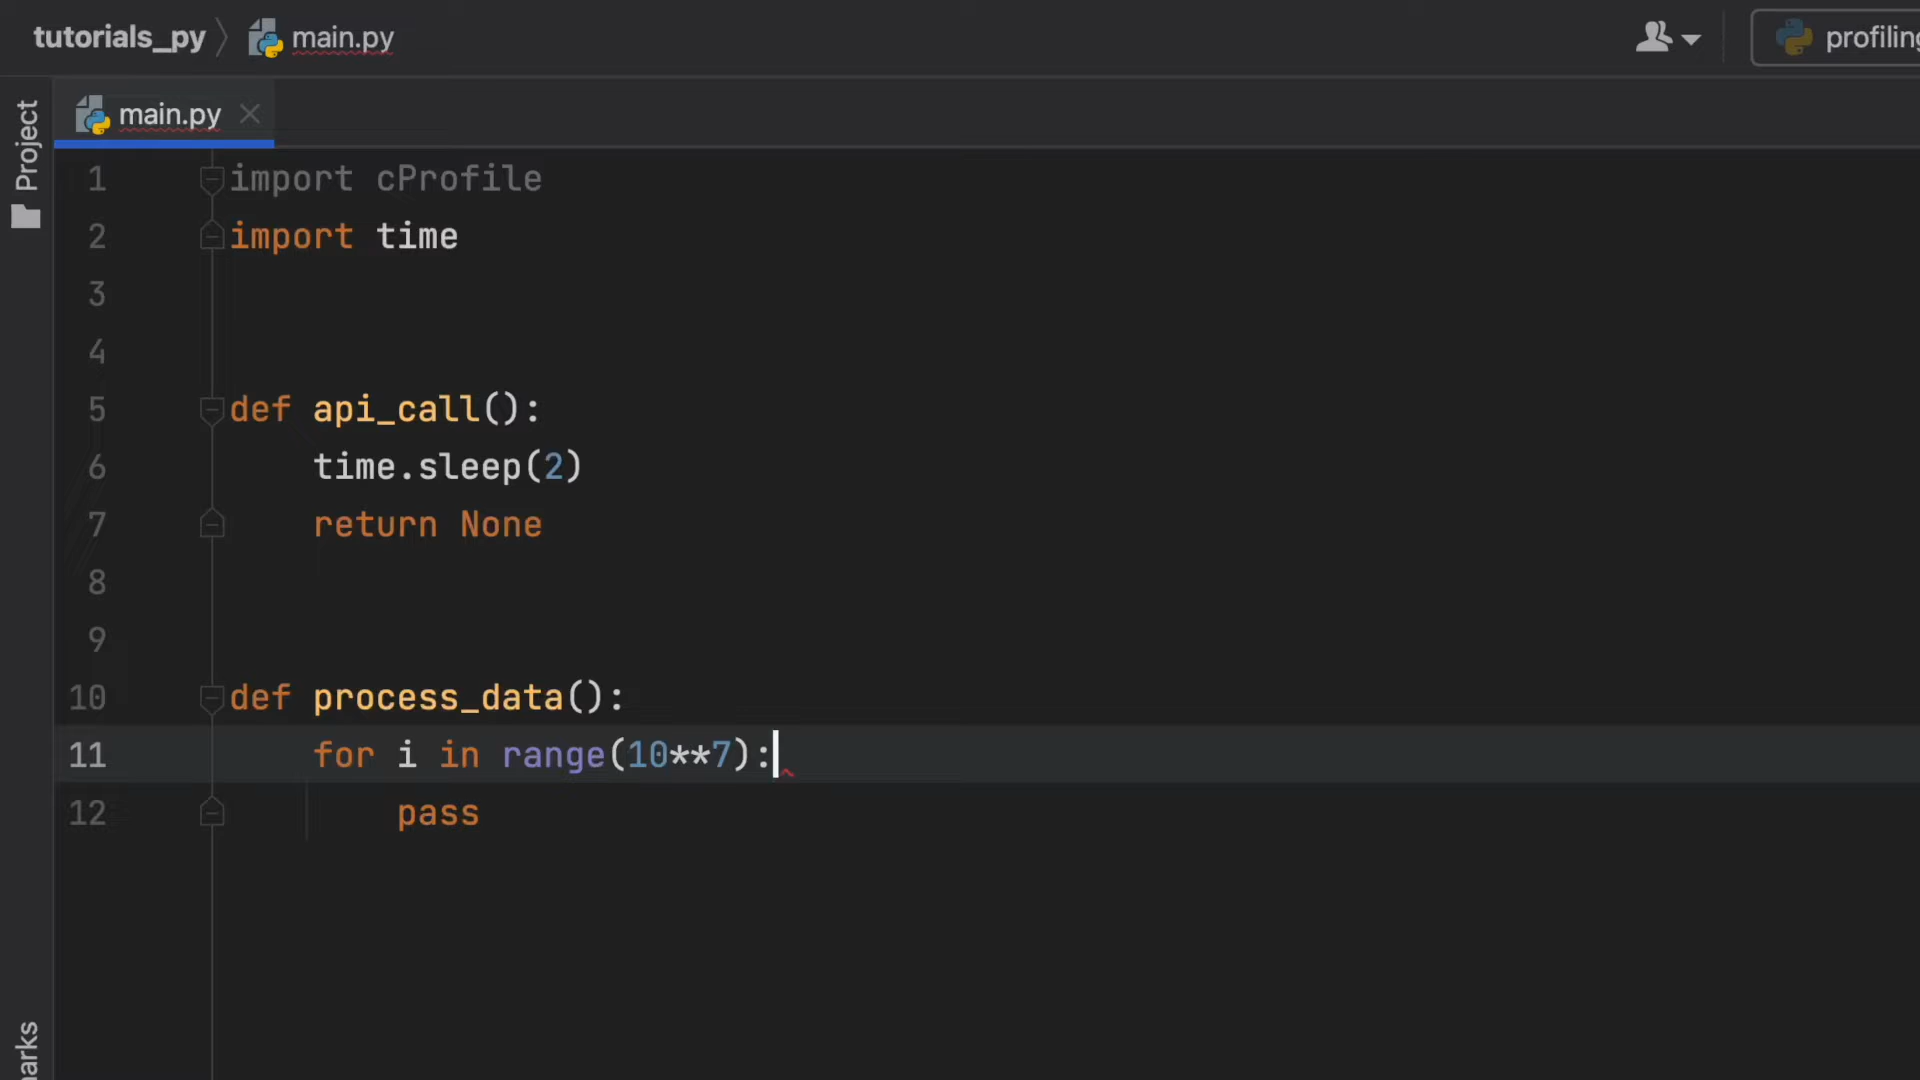 tutorials_py main.py
profiling
main.py
Project
1 import cProfile
2 import time
3
4
5 def api_call():
6     time.sleep(2)
7     return None
8
9
10 def process_data():
11     for i in range(10**7):
12         pass